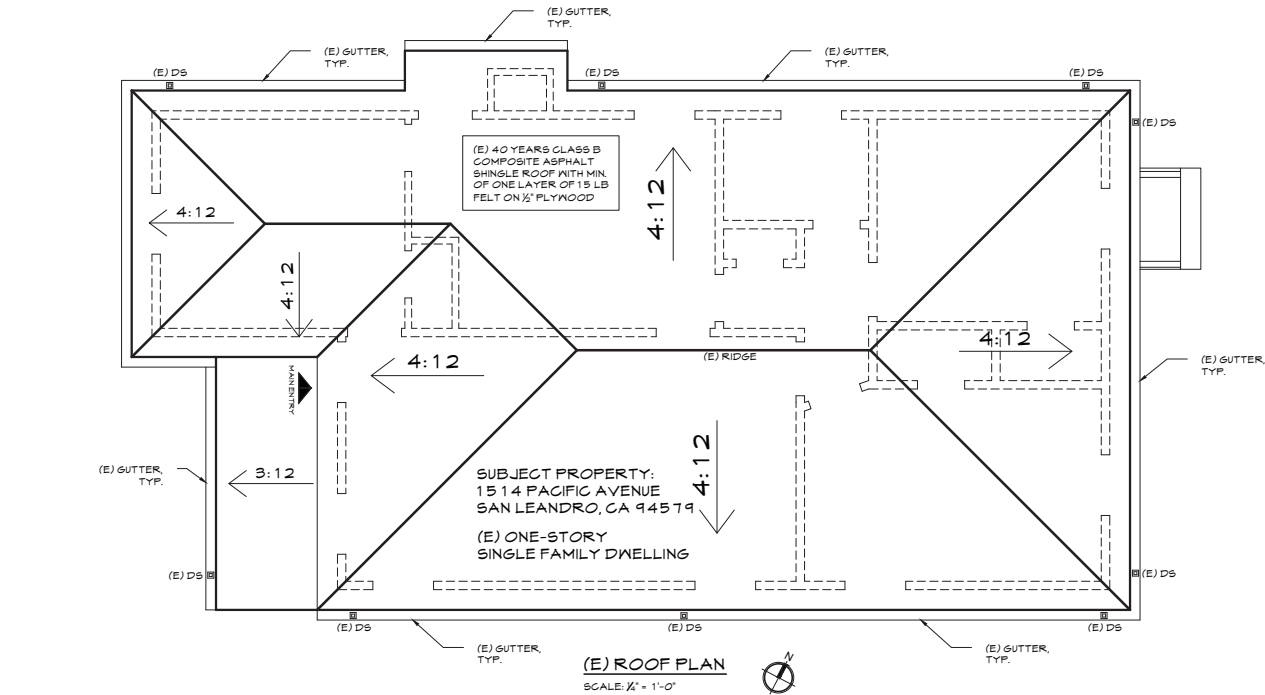 (E) GUTTER,
TYP.
(E) GUTTER,
TYP.
(E) GUTTER,
TYP.
(E) DS
(E) DS
(E) DS
(E) DS
(E) 40 YEARS CLASS B
COMPOSITE ASPHALT
SHINGLE ROOF WITH MIN.
OF ONE LAYER OF 15 LB
FELT ON ½" PLYWOOD
4:12
4:12
4:12
4:12
4:12
(E) RIDGE
(E) GUTTER,
TYP.
MAIN ENTRY
4:12
3:12
(E) GUTTER,
TYP.
SUBJECT PROPERTY:
1514 PACIFIC AVENUE
SAN LEANDRO, CA 94579
(E) ONE-STORY
SINGLE FAMILY DWELLING
(E) DS
(E) DS
(E) DS
(E) DS
(E) DS
(E) GUTTER,
TYP.
(E) GUTTER,
TYP.
(E) ROOF PLAN
SCALE: ¼" = 1'-0"
N